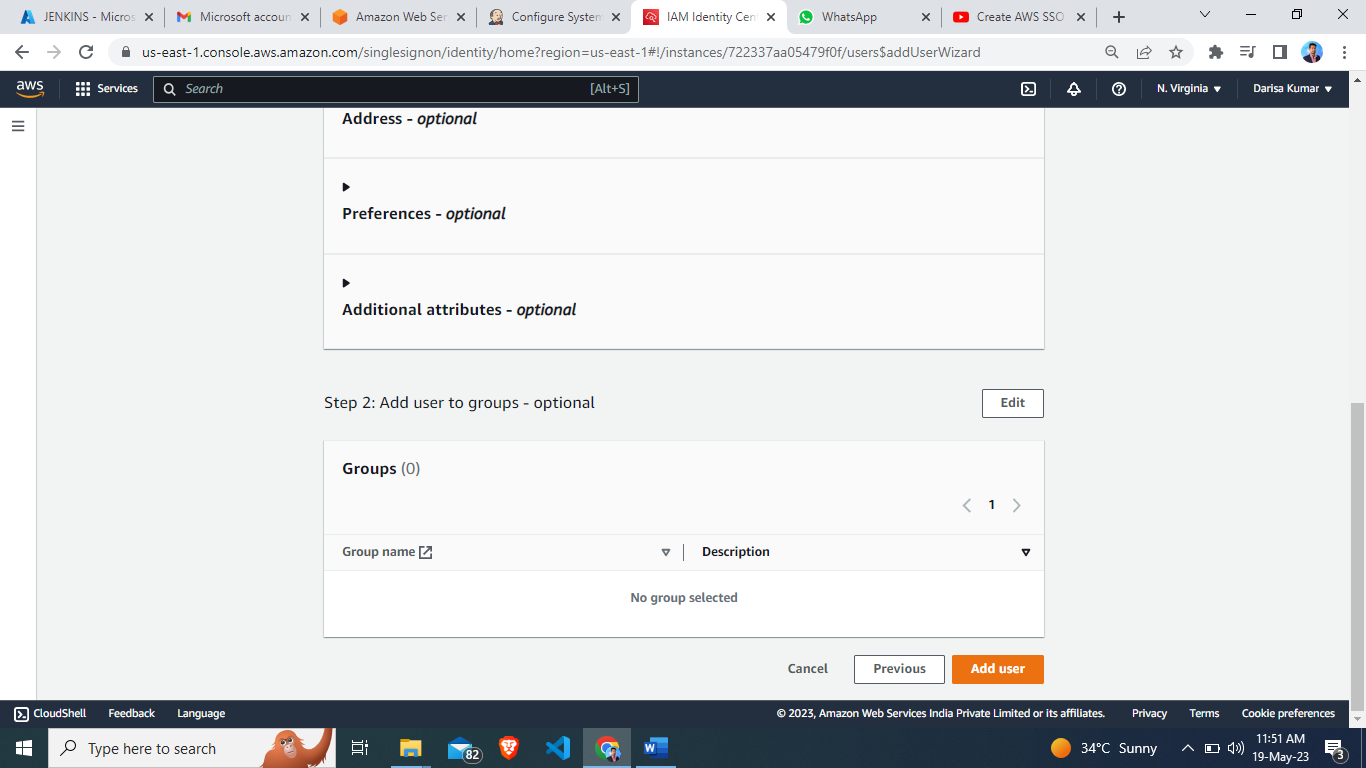 JENKINS - Micros
Microsoft accoun
Amazon Web Ser
Configure System
IAM Identity Cen
WhatsApp
Create AWS SSO
us-east-1.console.aws.amazon.com/singlesignon/identity/home?region=us-east-1#!/instances/722337aa05479f0f/users$addUserWizard
aws
Services
Search
[Alt+S]
N. Virginia
Darisa Kumar
Address - optional
Preferences - optional
Additional attributes - optional
Step 2: Add user to groups - optional
Edit
Groups (0)
1
Group name
Description
No group selected
Cancel
Previous
Add user
CloudShell
Feedback
Language
© 2023, Amazon Web Services India Private Limited or its affiliates.
Privacy
Terms
Cookie preferences
Type here to search
82
34°C Sunny
11:51 AM
19-May-23
3